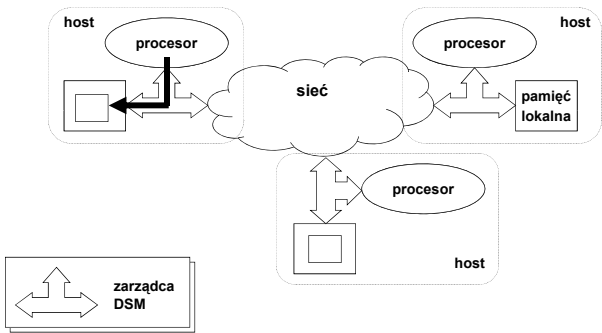 host
procesor
sieć
host
procesor
pamięć
lokalna
procesor
host
zarządca
DSM